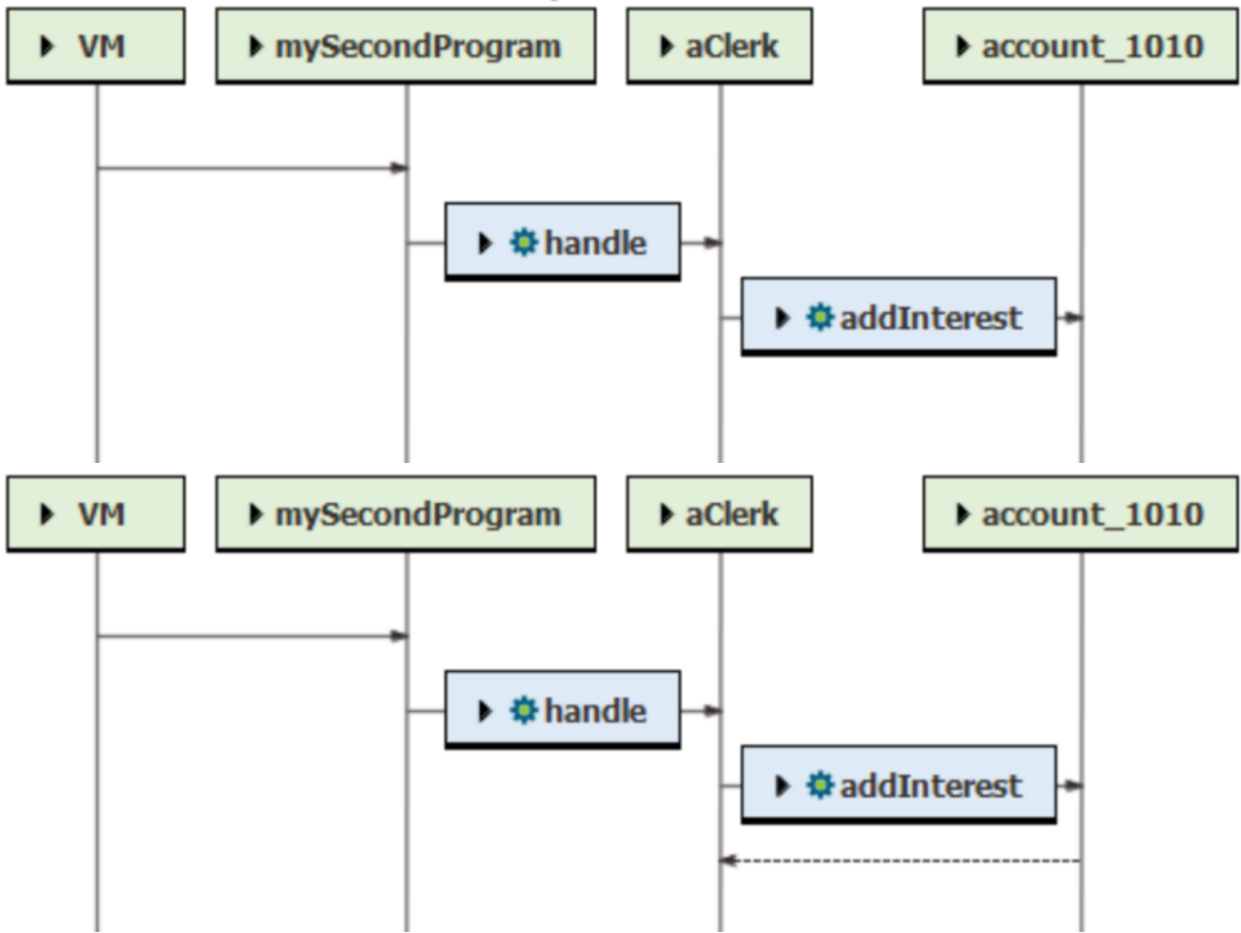 VM mySecondProgram aClerk account_1010
handle
addInterest
VM mySecondProgram aClerk account_1010
handle
addInterest